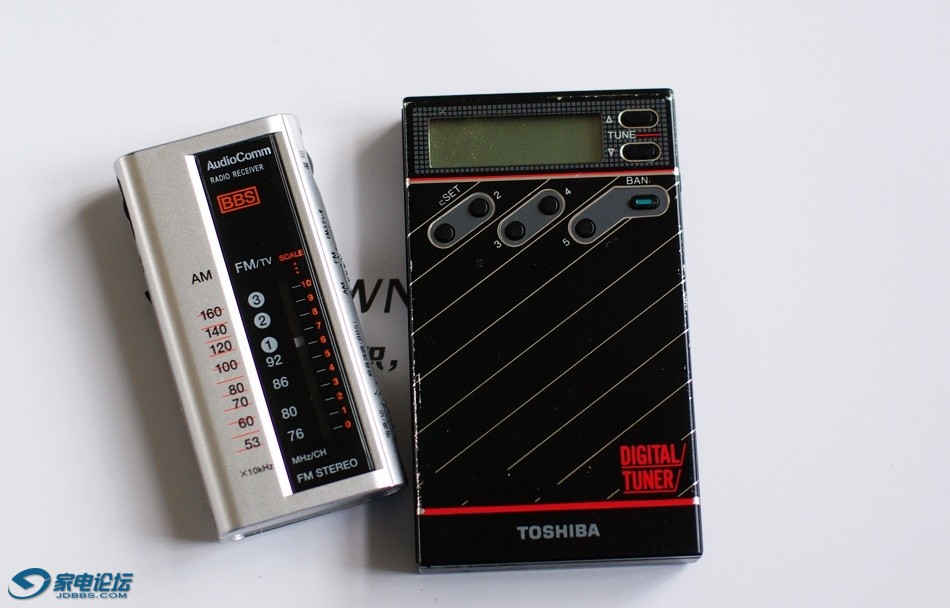 AudioComm
RADIO RECEIVER
BBS
AM
FM/TV
SCALE
160
140
120
100
80
70
60
53
×10kHz
3
2
1
92
86
80
76
MHz/CH
10
9
8
7
6
5
4
3
2
1
0
FM STEREO
TUNE
2
4
3
5
DIGITAL
TUNER
TOSHIBA
WN
家电论坛
JDBBS.COM